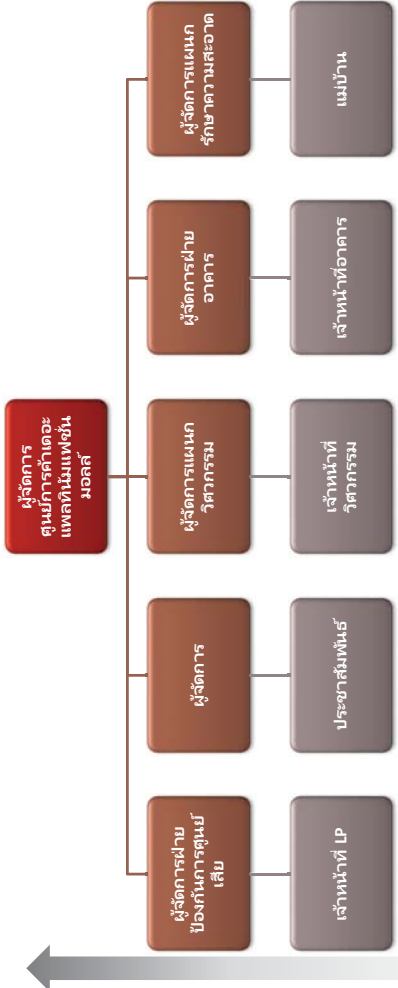 ผู้จัดการ
ศูนย์การค้าเดอะ
แพลทินัมแฟชั่น
มอลล์
ผู้จัดการฝ่าย
ป้องกันการศูนย์
เสีย
ผู้จัดการ
ผู้จัดการแผนก
วิศวกรรม
ผู้จัดการฝ่าย
อาคาร
ผู้จัดการแผนก
รักษาความสะอาด
เจ้าหน้าที่ LP
ประชาสัมพันธ์
เจ้าหน้าที่
วิศวกรรม
เจ้าหน้าที่อาคาร
แม่บ้าน